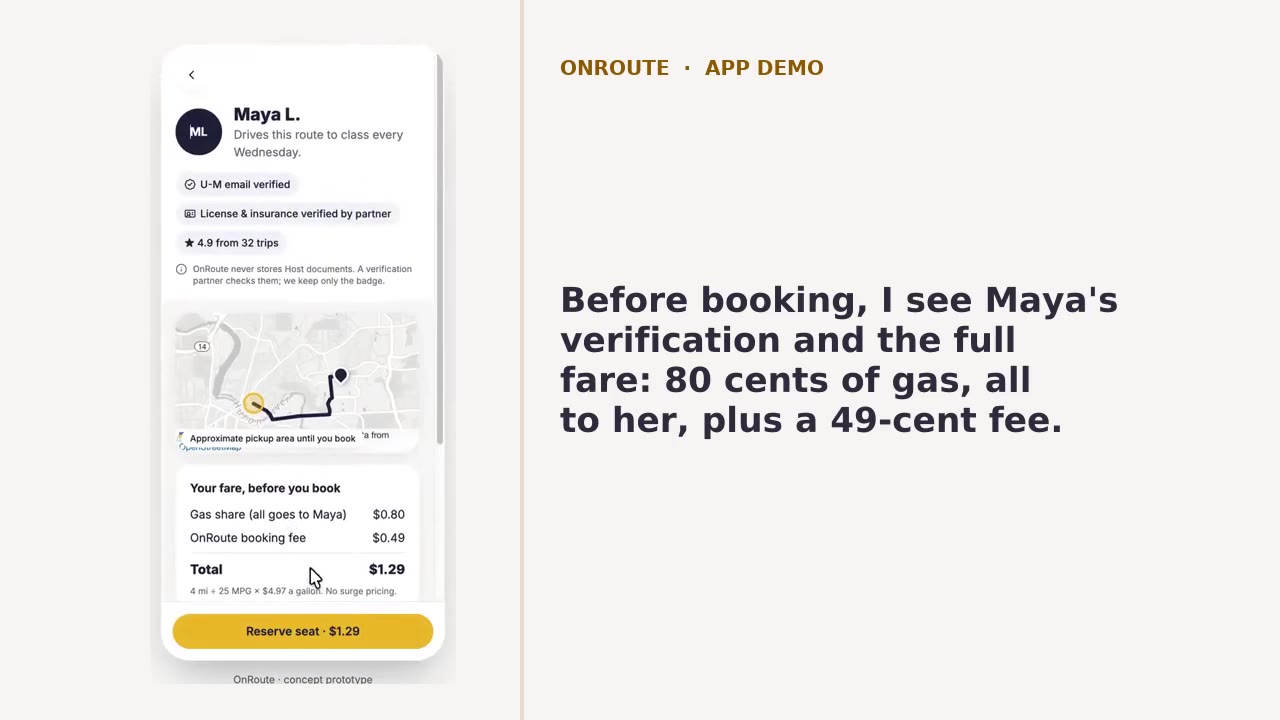 ML
Maya L.
Drives this route to class every
Wednesday.
U-M email verified
License & insurance verified by partner
4.9 from 32 trips
OnRoute never stores Host documents. A verification
partner checks them; we keep only the badge.
14
Approximate pickup area until you book
'a from
OpenStreetMap
Your fare, before you book
Gas share (all goes to Maya) $0.80
OnRoute booking fee $0.49
Total $1.29
4 mi ÷ 25 MPG × $4.97 a gallon. No surge pricing.
Reserve seat · $1.29
OnRoute · concept prototype
ONROUTE · APP DEMO
Before booking, I see Maya's
verification and the full
fare: 80 cents of gas, all
to her, plus a 49-cent fee.